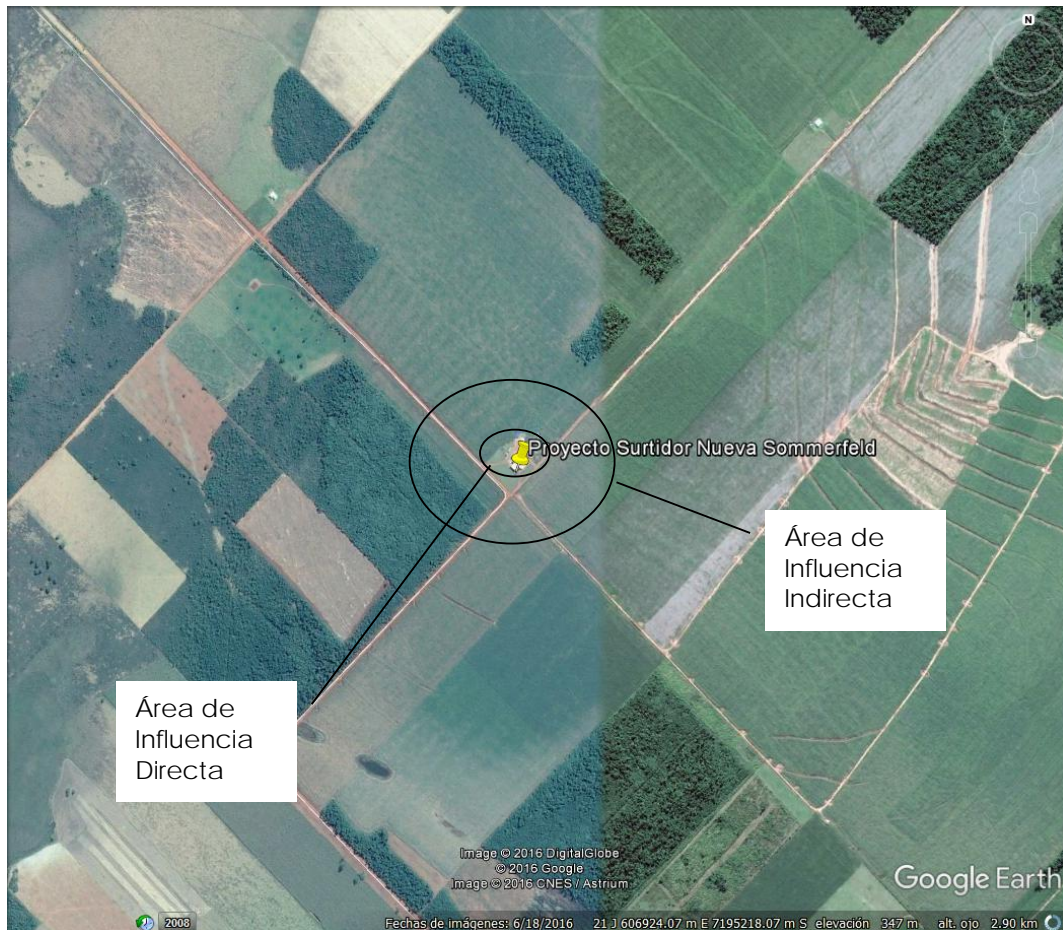 N
Proyecto Surtidor Nueva Sommerfeld
Área de
Influencia
Indirecta
Área de
Influencia
Directa
Image © 2016 DigitalGlobe
© 2016 Google
Image © 2016 CNES / Astrium
Google Earth
2008
Fechas de imágenes: 6/18/2016 21 J 606924.07 m E 7195218.07 m S elevación 347 m alt. ojo 2.90 km